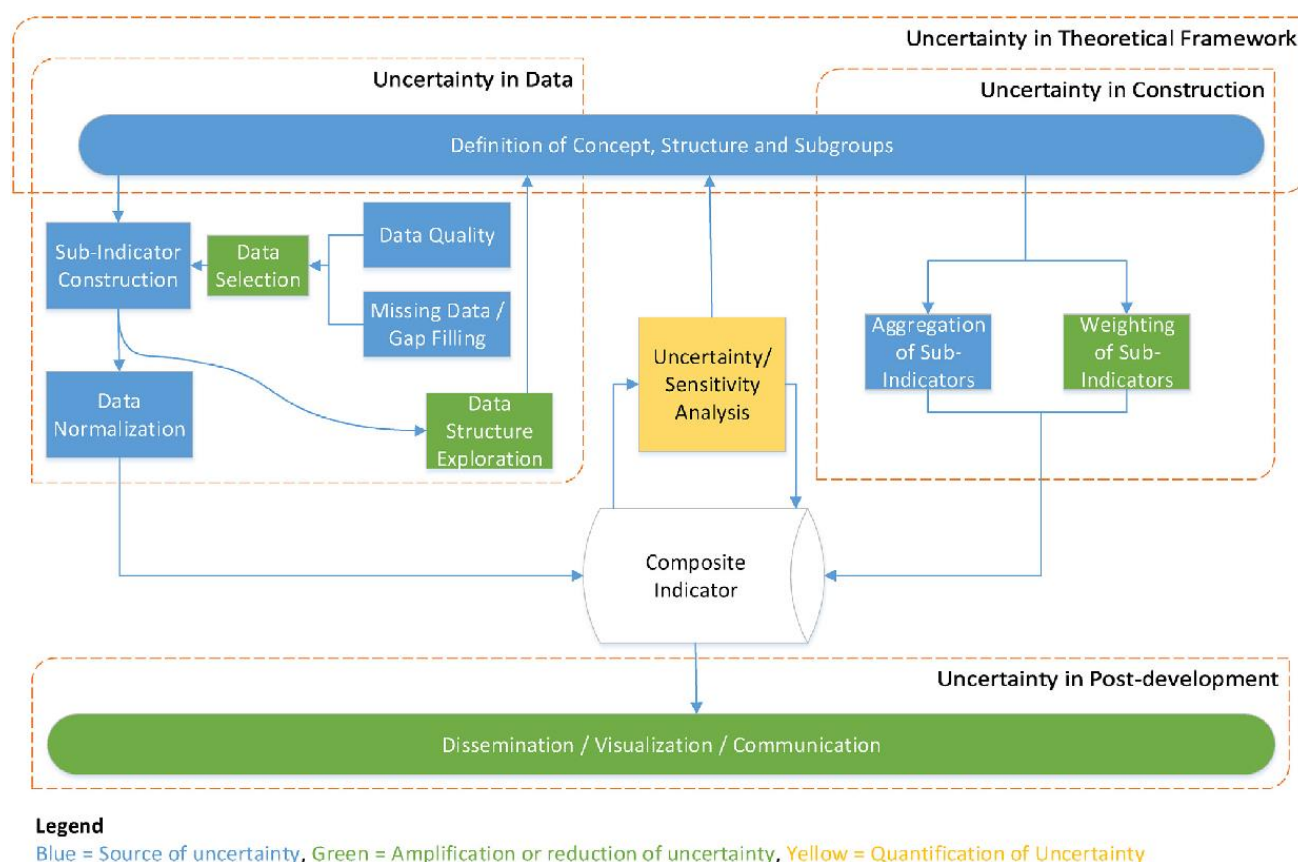 Uncertainty in Theoretical Framework
Uncertainty in Data
Uncertainty in Construction
Definition of Concept, Structure and Subgroups
Sub-Indicator
Construction
Data
Selection
Data Quality
Missing Data /
Gap Filling
Data
Normalization
Data
Structure
Exploration
Uncertainty/
Sensitivity
Analysis
Aggregation
of Sub-
Indicators
Weighting
of Sub-
Indicators
Composite
Indicator
Uncertainty in Post-development
Dissemination / Visualization / Communication
Legend
Blue = Source of uncertainty, Green = Amplification or reduction of uncertainty, Yellow = Quantification of Uncertainty